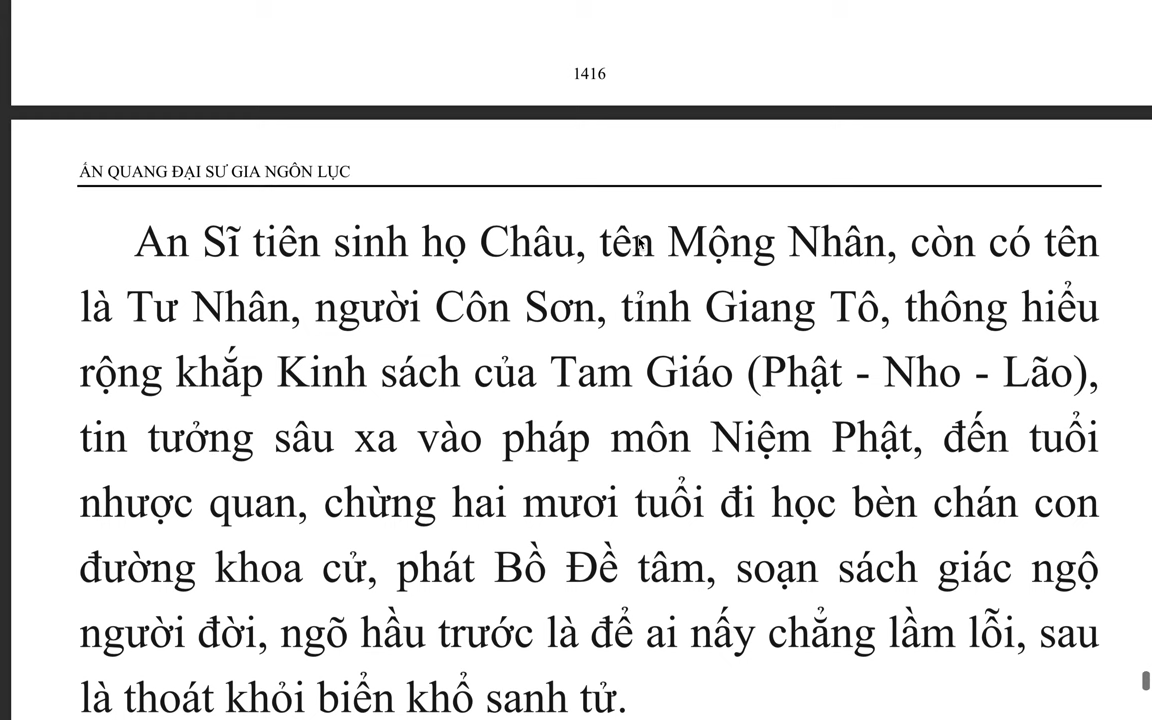 1416
ẤN QUANG ĐẠI SƯ GIA NGÔN LỤC
An Sĩ tiên sinh họ Châu, tên Mộng Nhân, còn có tên
là Tư Nhân, người Côn Sơn, tỉnh Giang Tô, thông hiểu
rộng khắp Kinh sách của Tam Giáo (Phật - Nho - Lão),
tin tưởng sâu xa vào pháp môn Niệm Phật, đến tuổi
nhược quan, chừng hai mươi tuổi đi học bèn chán con
đường khoa cử, phát Bồ Đề tâm, soạn sách giác ngộ
người đời, ngõ hầu trước là để ai nấy chẳng lầm lỗi, sau
là thoát khỏi biển khổ sanh tử.